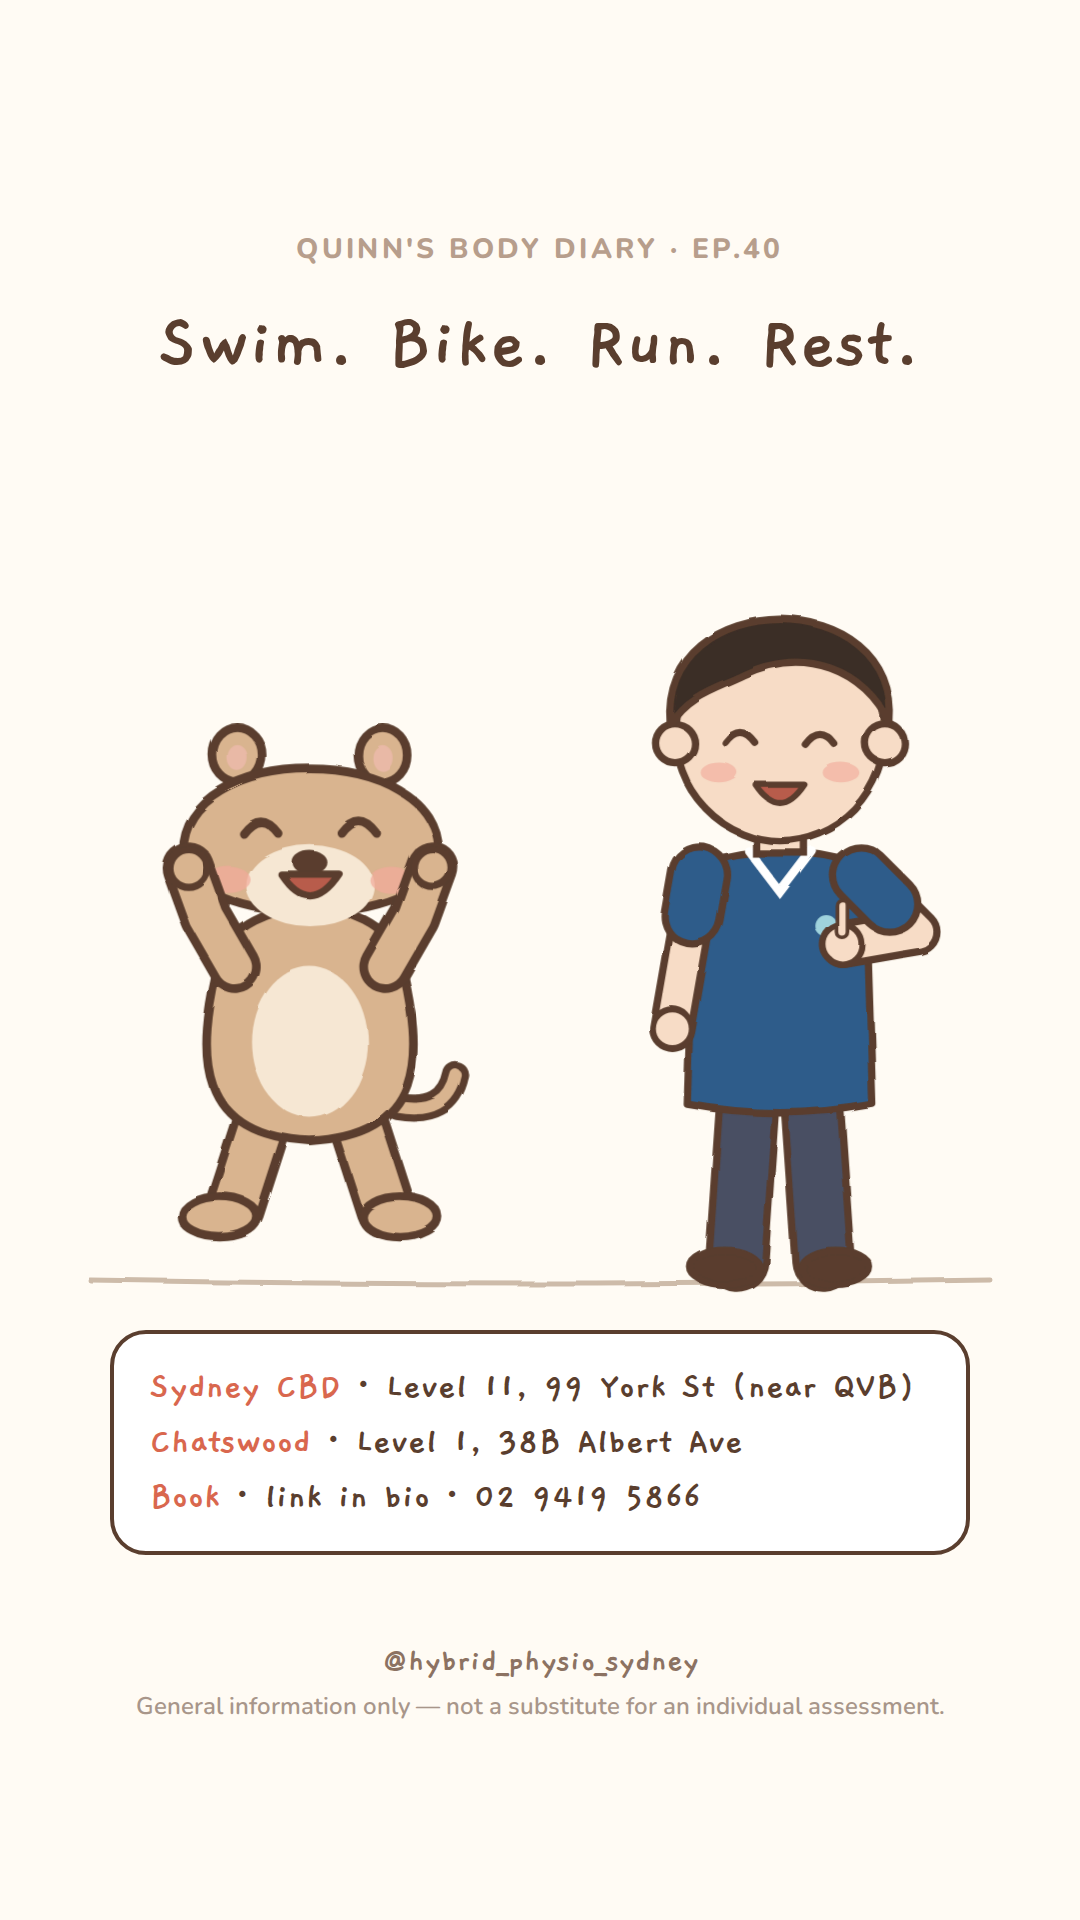 QUINN'S BODY DIARY · EP.40
Swim. Bike. Run. Rest.
Sydney CBD · Level 11, 99 York St (near QVB)
Chatswood · Level 1, 38B Albert Ave
Book · link in bio · 02 9419 5866
@hybrid_physio_sydney
General information only — not a substitute for an individual assessment.